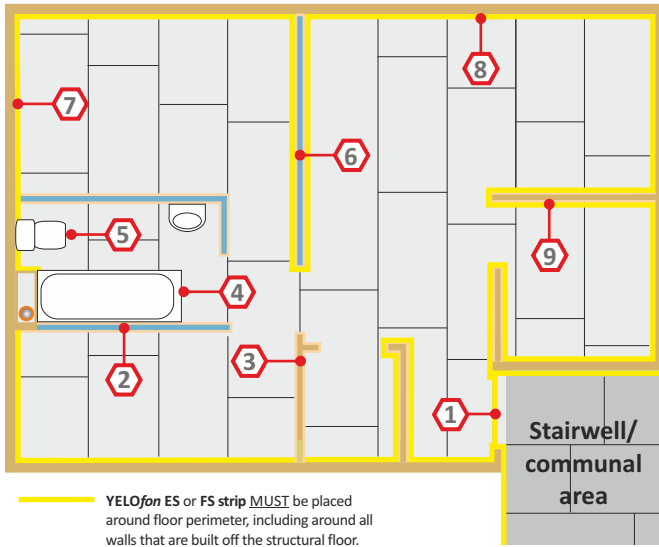 7
8
6
5
9
4
3
2
1
Stairwell/
communal
area
YELOfon ES or FS strip MUST be placed
around floor perimeter, including around all
walls that are built off the structural floor.